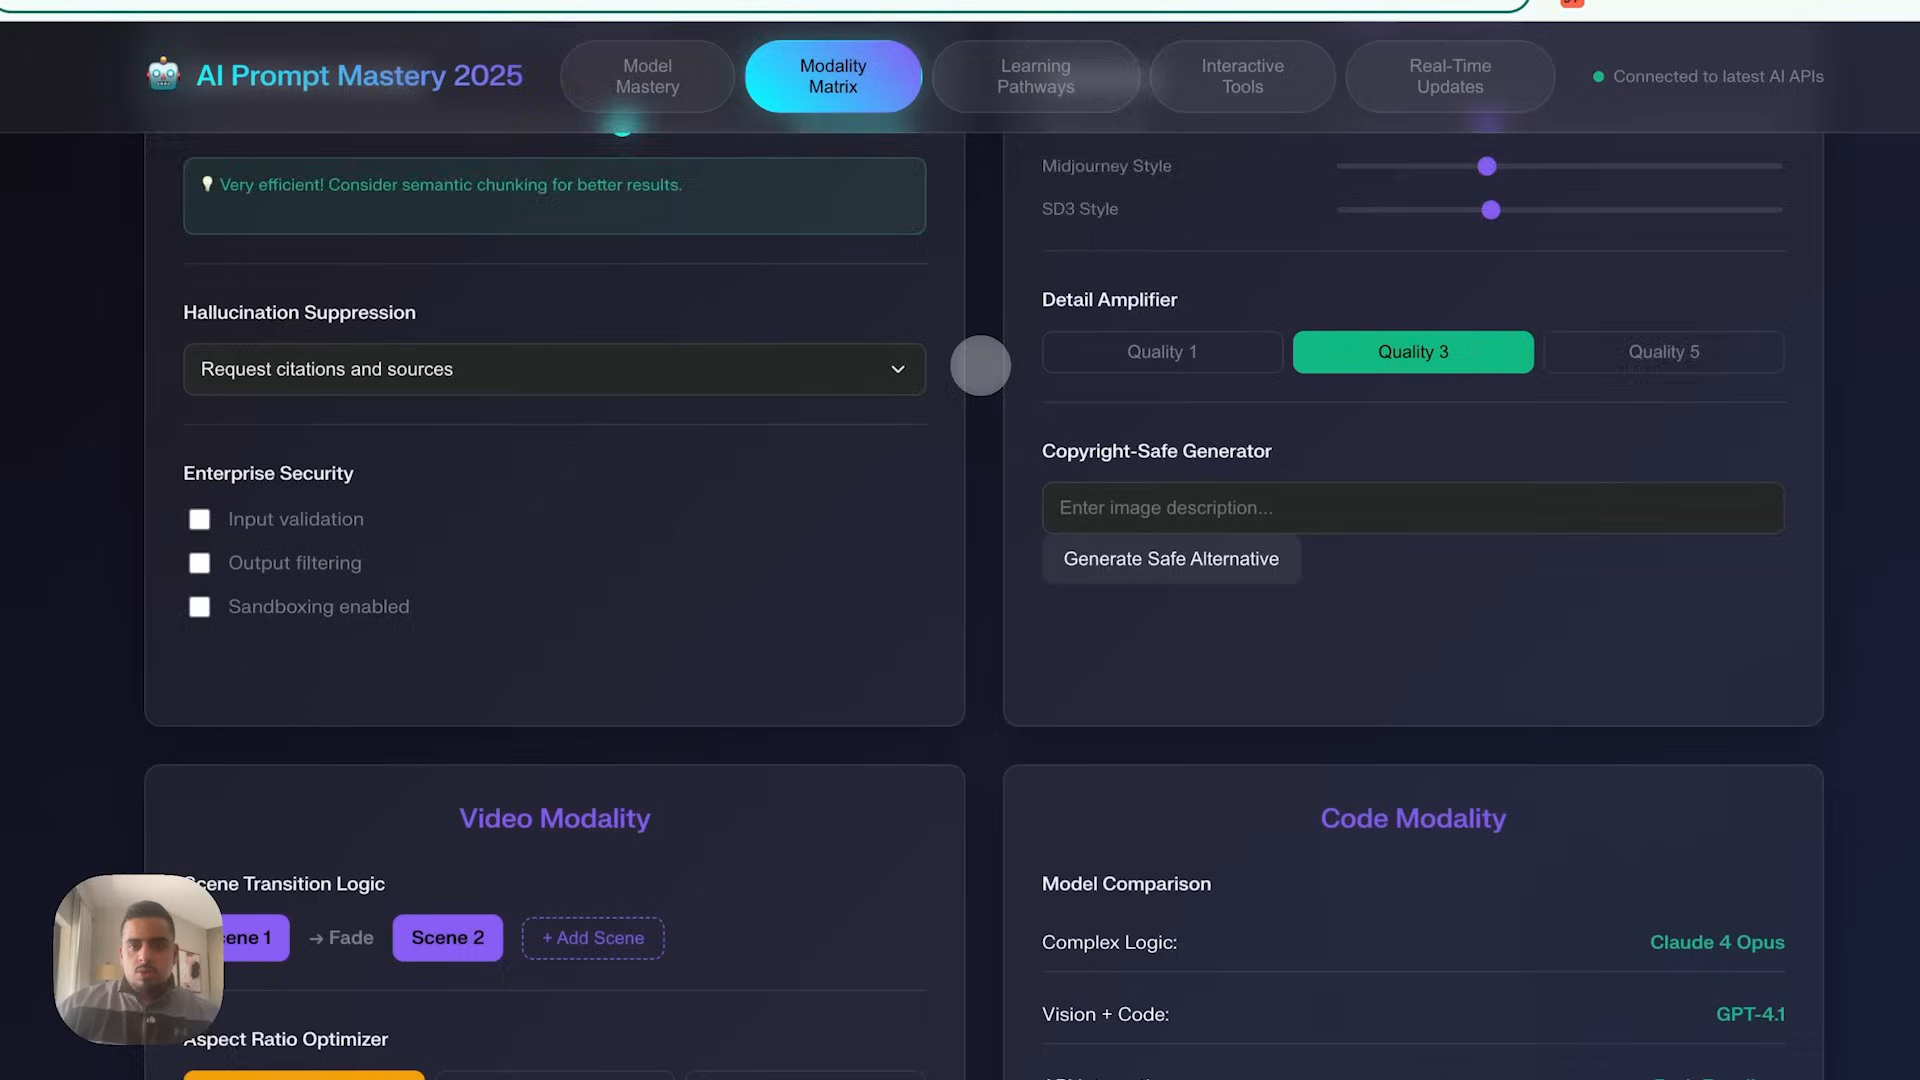 AI Prompt Mastery 2025
Model
Mastery
Modality
Matrix
Learning
Pathways
Interactive
Tools
Real-Time
Updates
Connected to latest AI APIs
Very efficient! Consider semantic chunking for better results.
Hallucination Suppression
Request citations and sources
Enterprise Security
Input validation
Output filtering
Sandboxing enabled
Midjourney Style
SD3 Style
Detail Amplifier
Quality 1
Quality 3
Quality 5
Copyright-Safe Generator
Enter image description...
Generate Safe Alternative
Video Modality
Scene Transition Logic
cene 1 → Fade Scene 2 + Add Scene
Aspect Ratio Optimizer
Code Modality
Model Comparison
Complex Logic: Claude 4 Opus
Vision + Code: GPT-4.1